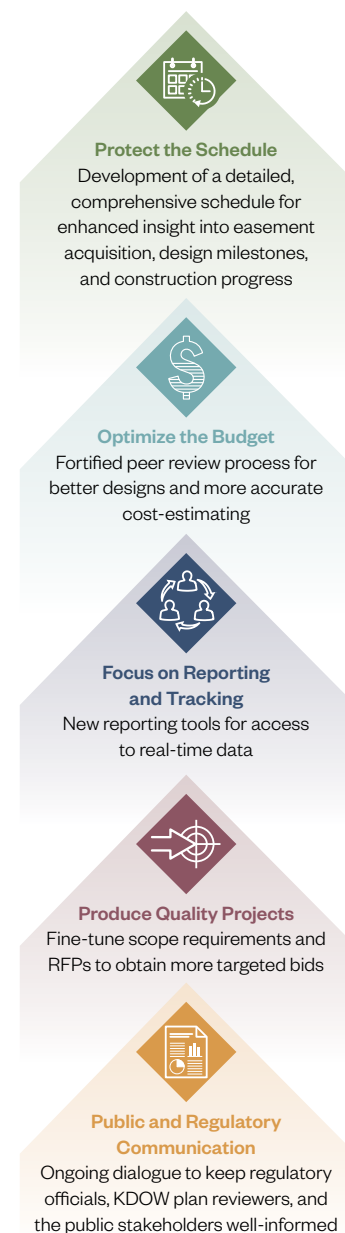 Protect the Schedule
Development of a detailed,
comprehensive schedule for
enhanced insight into easement
acquisition, design milestones,
and construction progress
Optimize the Budget
Fortified peer review process for
better designs and more accurate
cost-estimating
Focus on Reporting
and Tracking
New reporting tools for access
to real-time data
Produce Quality Projects
Fine-tune scope requirements and
RFPs to obtain more targeted bids
Public and Regulatory
Communication
Ongoing dialogue to keep regulatory
officials, KDOW plan reviewers, and
the public stakeholders well-informed